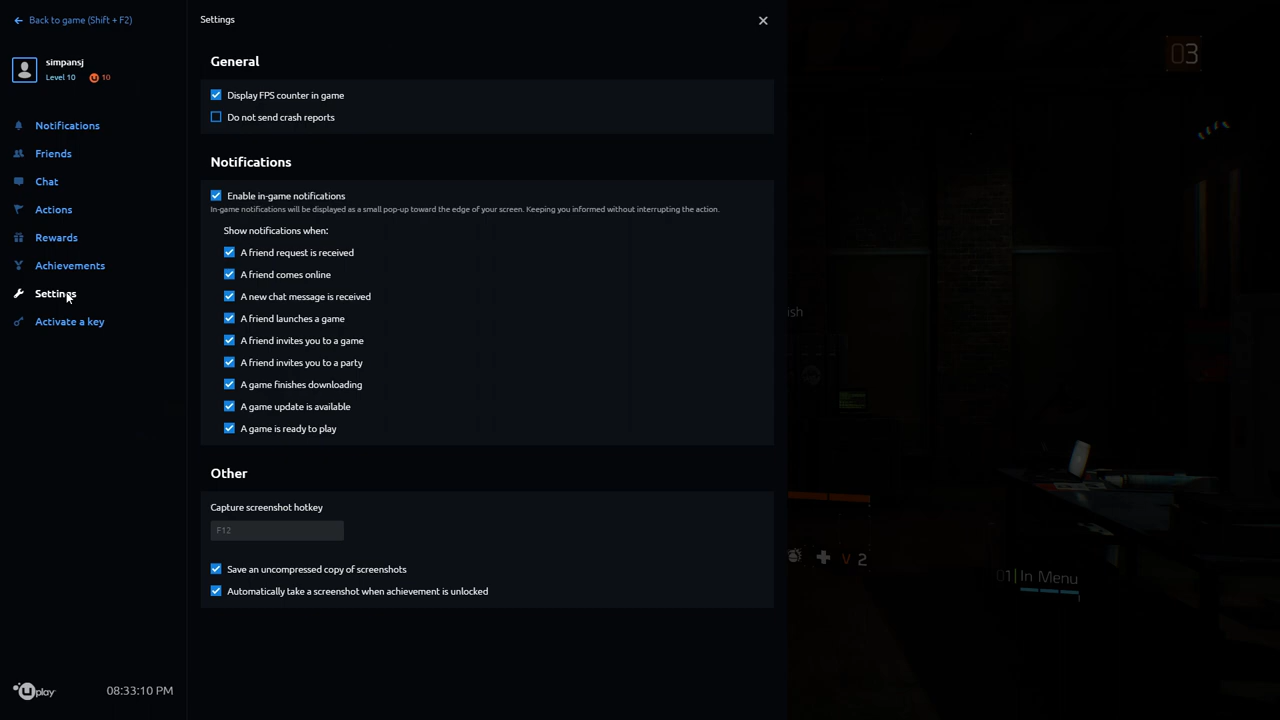 Back to game (Shift + F2)
simpansj
Level 10 10
Notifications
Friends
Chat
Actions
Rewards
Achievements
Settings
Activate a key
uplay 08:33:10 PM
Settings
General
Display FPS counter in game
Do not send crash reports
Notifications
Enable in-game notifications
In-game notifications will be displayed as a small pop-up toward the edge of your screen. Keeping you informed without interrupting the action.
Show notifications when:
A friend request is received
A friend comes online
A new chat message is received
A friend launches a game
A friend invites you to a game
A friend invites you to a party
A game finishes downloading
A game update is available
A game is ready to play
Other
Capture screenshot hotkey
F12
Save an uncompressed copy of screenshots
Automatically take a screenshot when achievement is unlocked
03
ish
V 2
01 | In Menu
1